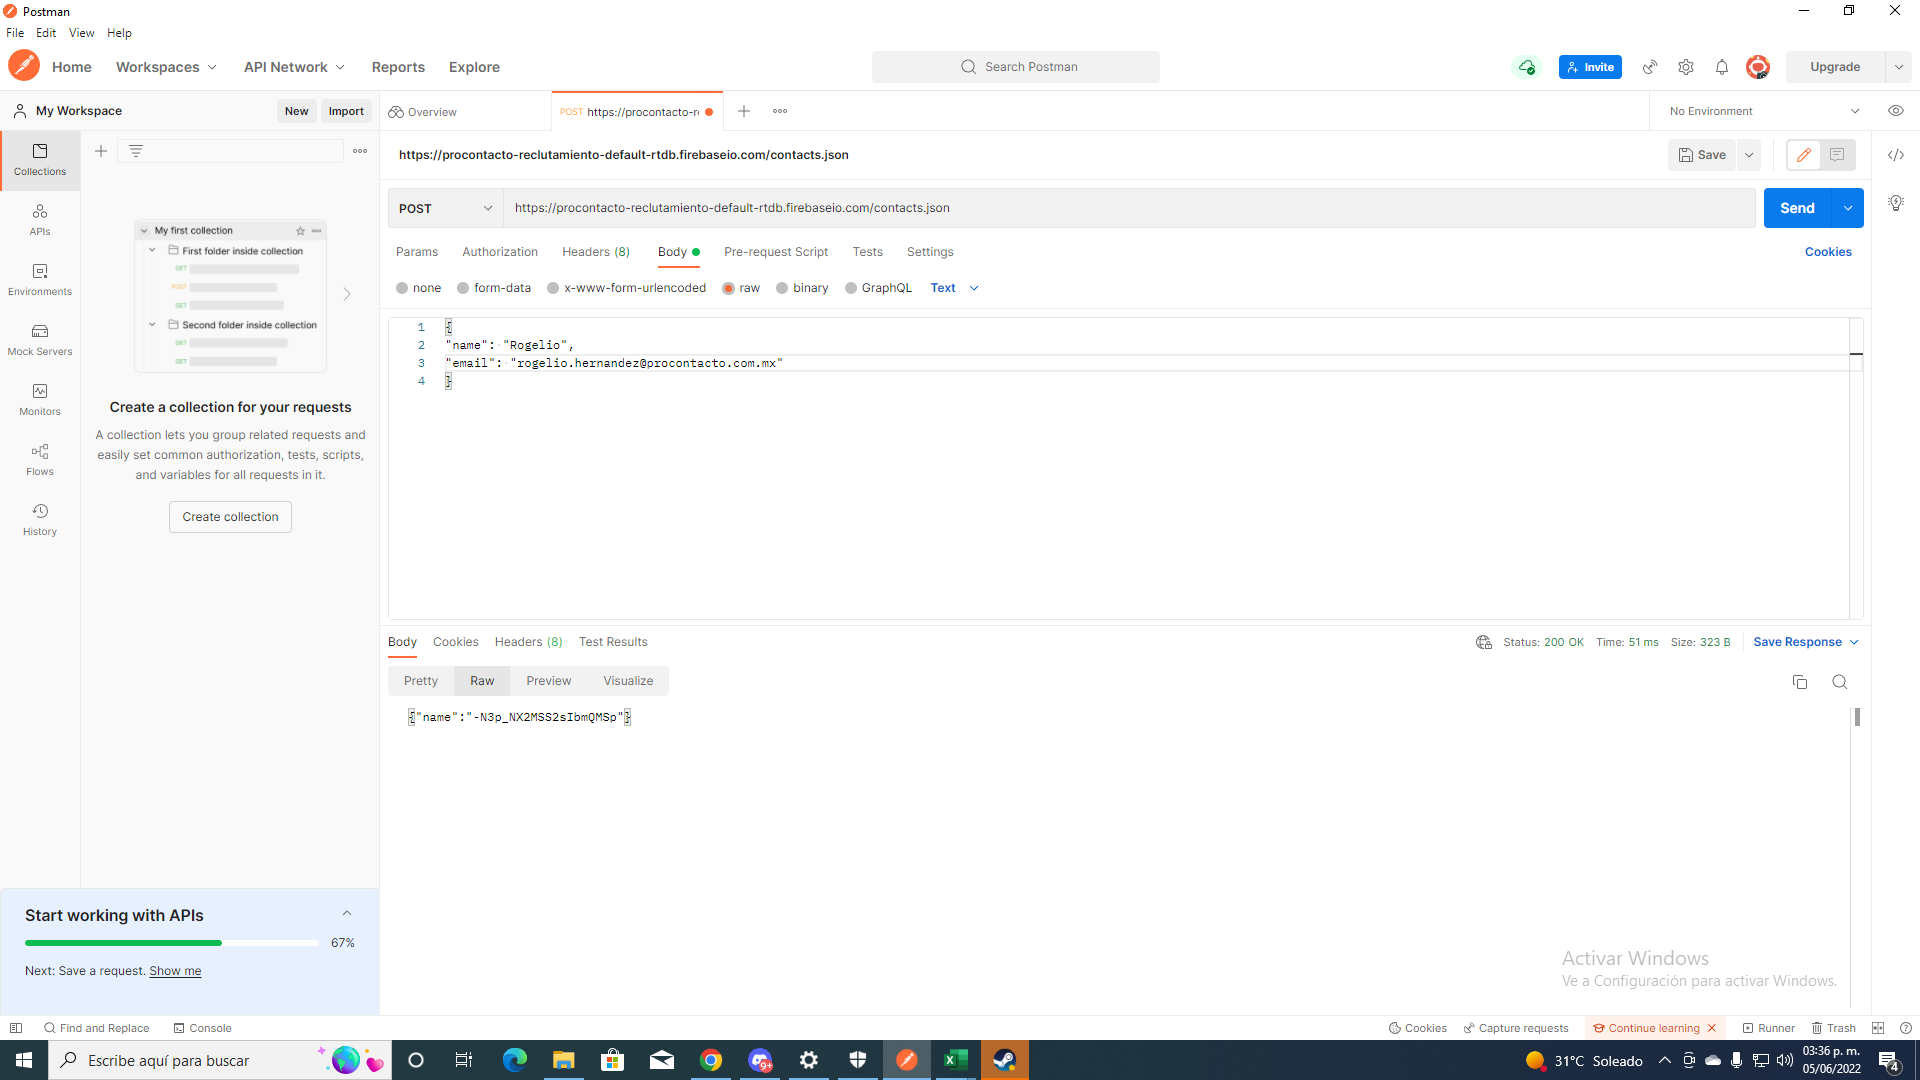 Postman
File Edit View Help
Home Workspaces API Network Reports Explore
Search Postman
Invite
Upgrade
My Workspace
New Import
Overview
POST https://procontacto-r
No Environment
Collections
APIs
Environments
Mock Servers
Monitors
Flows
History
My first collection
First folder inside collection
GET
POST
GET
Second folder inside collection
GET
GET
Create a collection for your requests
A collection lets you group related requests and
easily set common authorization, tests, scripts,
and variables for all requests in it.
Create collection
Start working with APIs
67%
Next: Save a request. Show me
https://procontacto-reclutamiento-default-rtdb.firebaseio.com/contacts.json
Save
POST
https://procontacto-reclutamiento-default-rtdb.firebaseio.com/contacts.json
Send
Params Authorization Headers (8) Body Pre-request Script Tests Settings
Cookies
none form-data x-www-form-urlencoded raw binary GraphQL Text
1 {
2 "name": "Rogelio",
3 "email": "rogelio.hernandez@procontacto.com.mx"
4 }
Body Cookies Headers (8) Test Results
Status: 200 OK Time: 51 ms Size: 323 B Save Response
Pretty Raw Preview Visualize
{"name":"-N3p_NX2MSS2sIbmQMSp"}
Activar Windows
Ve a Configuración para activar Windows.
Find and Replace Console
Cookies Capture requests Continue learning Runner Trash
Escribe aquí para buscar
9+
31°C Soleado
03:36 p. m.
05/06/2022
4